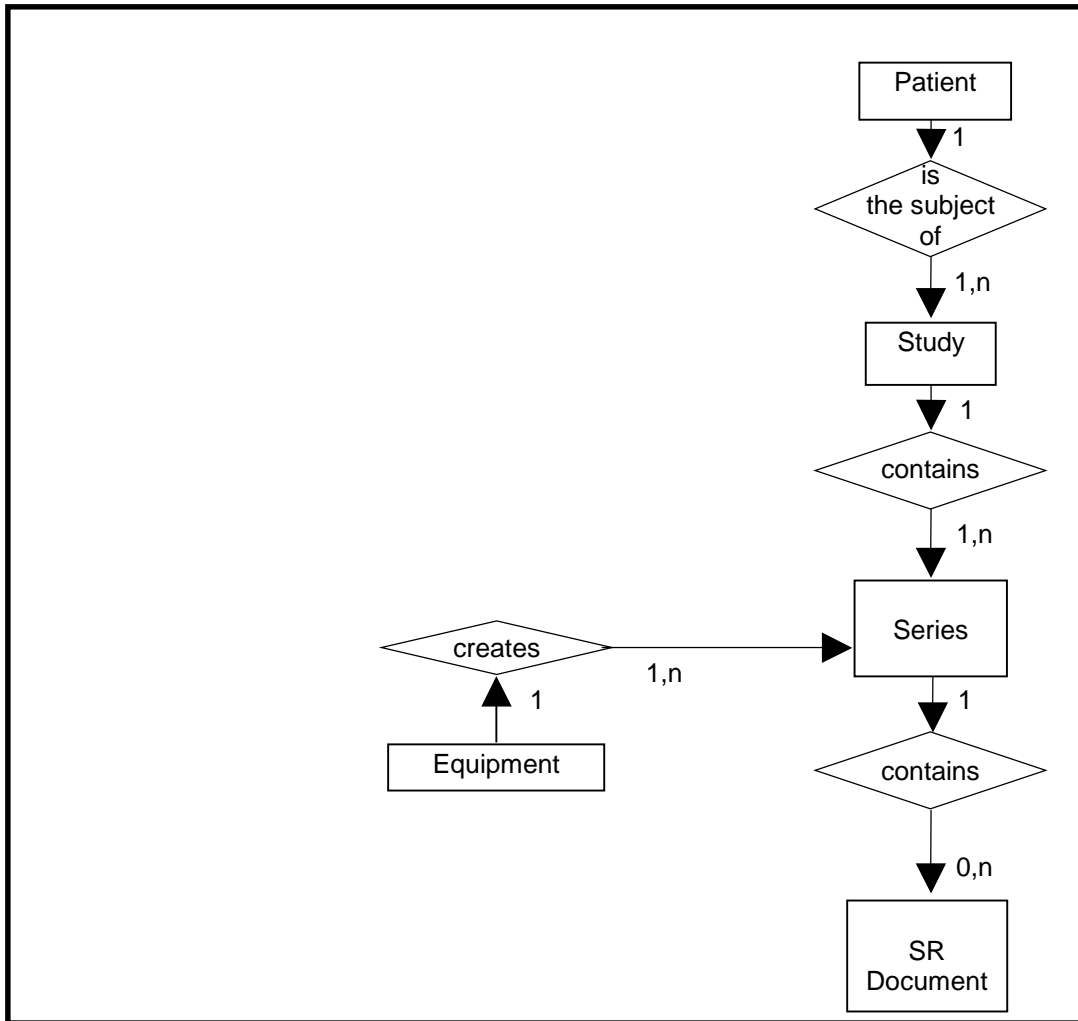 Patient
1
is
the subject
of
1,n
Study
1
contains
1,n
Series
creates
1,n
1
1
Equipment
contains
0,n
SR
Document